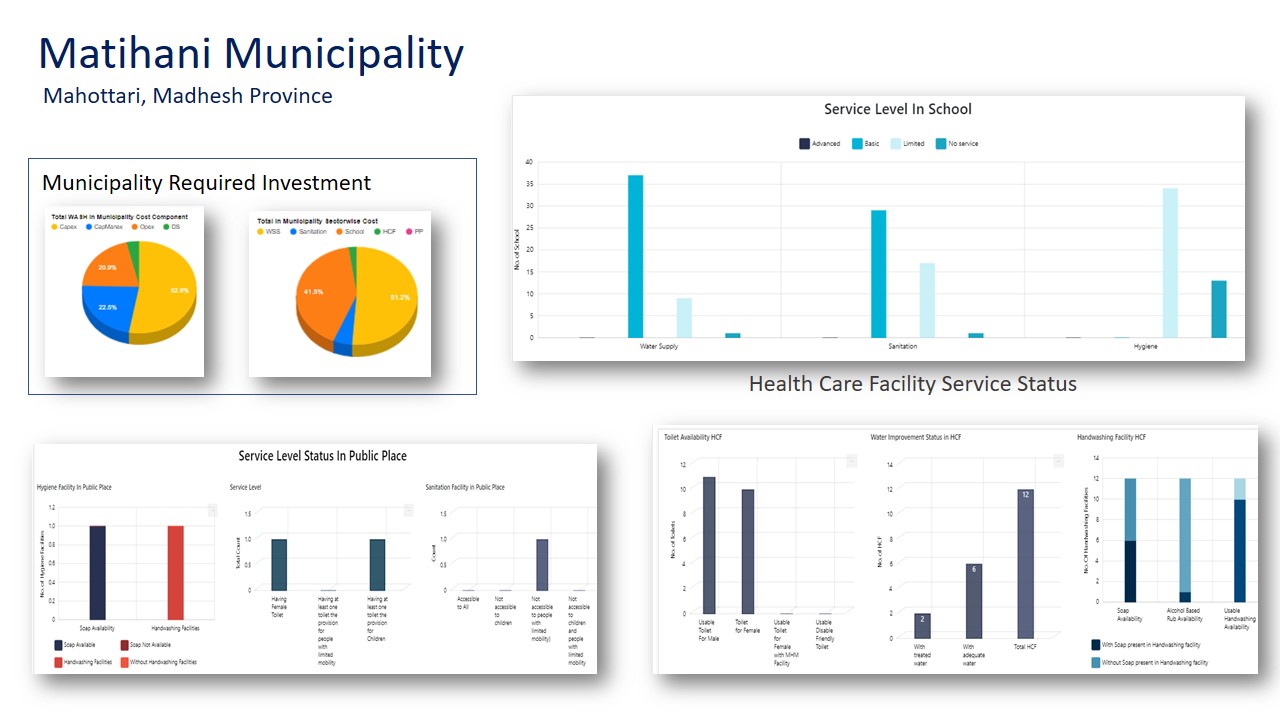 Matihani Municipality
Mahottari, Madhesh Province
Municipality Required Investment
Total WASH in Municipality Cost Component
Capex CapManex Opex DS
20.9%
52.9%
22.5%
Total in Municipality Sectorwise Cost
WSS Sanitation School HCF PP
41.5%
51.2%
Service Level In School
Advanced Basic Limited No service
No. of School
40
35
30
25
20
15
10
5
0
Water Supply Sanitation Hygiene
Health Care Facility Service Status
Service Level Status In Public Place
Hygiene Facility In Public Place
No. of Hygiene Facilities
1.2
1.0
0.8
0.6
0.4
0.2
0
Soap Availability Handwashing Facilities
Soap Available Soap Not Available
Handwashing Facilities Without Handwashing Facilities
Service Level
Total Count
1.5
1.0
0.5
0
Having
Female
Toilet
Having at
least one
toilet the
provision
for
people
with
limited
mobility
Having at
least one
toilet the
provision
for
Children
Sanitation Facility in Public Place
Count
1.5
1.0
0.5
0
Accessible
to All
Not
accessible
to
children
Not
accessible
to people
with
limited
mobility)
Not
accessible
to
children
and
people
with
limited
mobility
Toilet Availability HCF
No. of Toilets
12
10
8
6
4
2
0
Usable
Toilet
For Male
Toilet
for Female
Usable
Toilet
for
Female
with MHM
Facility
Usable
Disable
Friendly
Toilet
Water Improvement Status in HCF
No. of HCF
14
12
10
8
6
4
2
0
2
6
12
With
treated
water
With
adequate
water
Total HCF
Handwashing Facility HCF
No. Of Handwashing Facilities
14
12
10
8
6
4
2
0
Soap
Availability
Alcohol Based
Rub Availability
Usable
Handwashing
Availability
With Soap present in Handwashing facility
Without Soap present in Handwashing facility